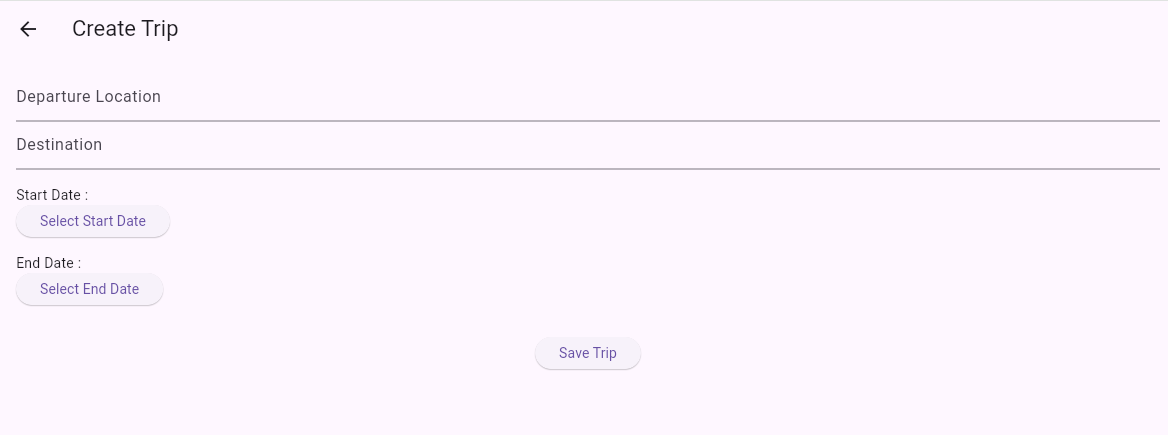 Create Trip
Departure Location
Destination
Start Date :
Select Start Date
End Date :
Select End Date
Save Trip